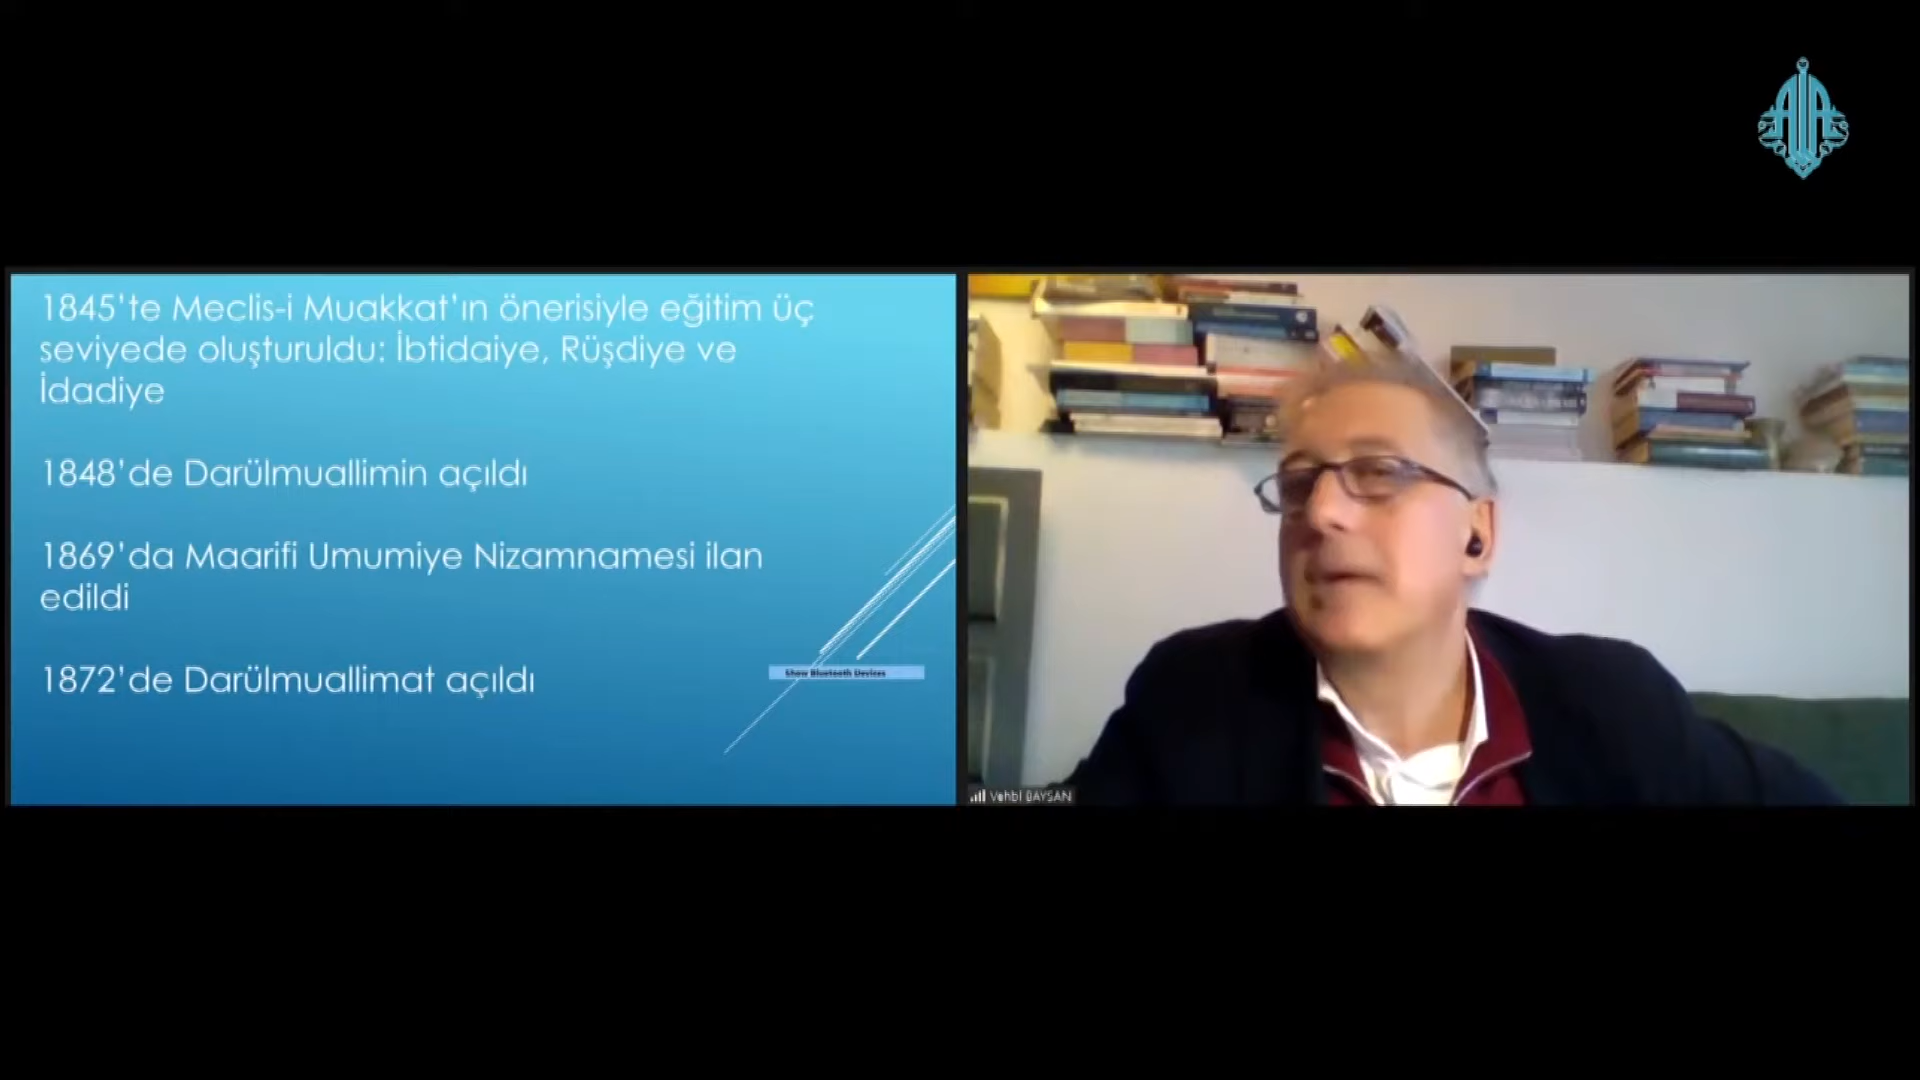 1845'te Meclis-i Muakkat'ın önerisiyle eğitim üç
seviyede oluşturuldu: İbtidaiye, Rüşdiye ve
İdadiye
1848'de Darülmuallimin açıldı
1869'da Maarifi Umumiye Nizamnamesi ilan
edildi
1872'de Darülmuallimat açıldı
Show Bluetooth Devices
Vehbi BAYSAN